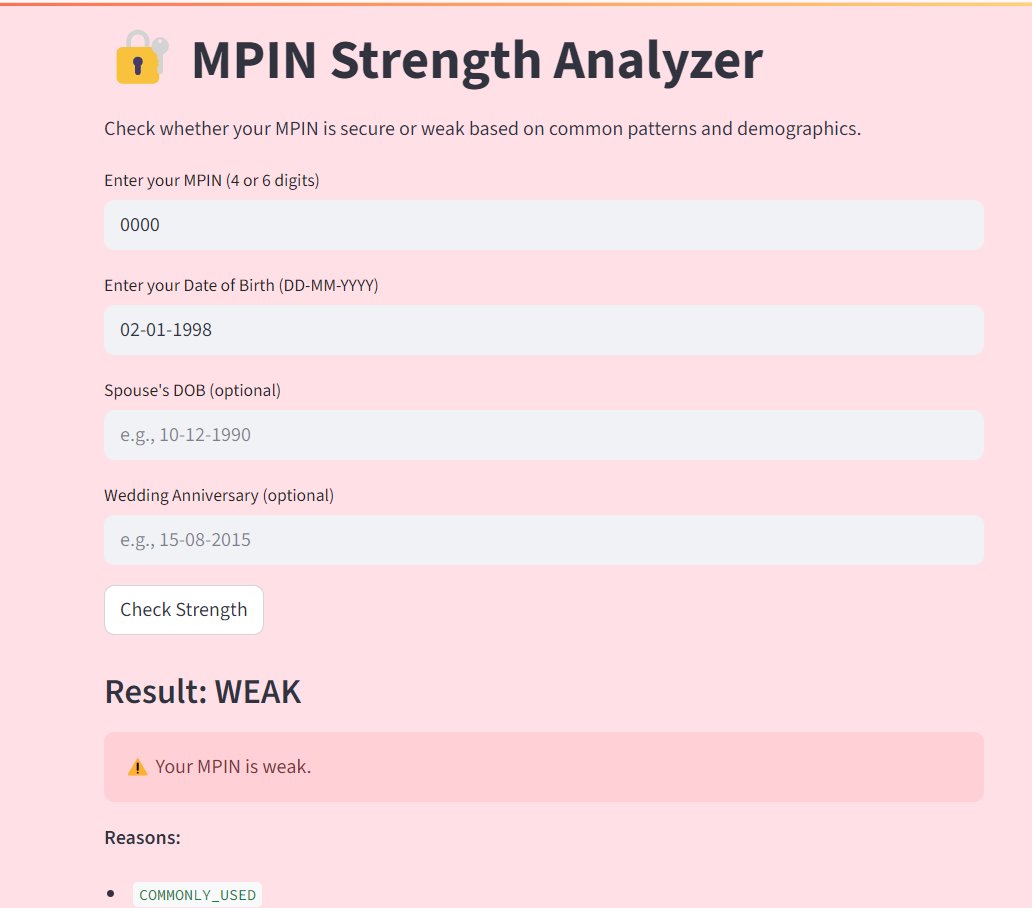 MPIN Strength Analyzer
Check whether your MPIN is secure or weak based on common patterns and demographics.
Enter your MPIN (4 or 6 digits)
0000
Enter your Date of Birth (DD-MM-YYYY)
02-01-1998
Spouse's DOB (optional)
e.g., 10-12-1990
Wedding Anniversary (optional)
e.g., 15-08-2015
Check Strength
Result: WEAK
Your MPIN is weak.
Reasons:
COMMONLY_USED